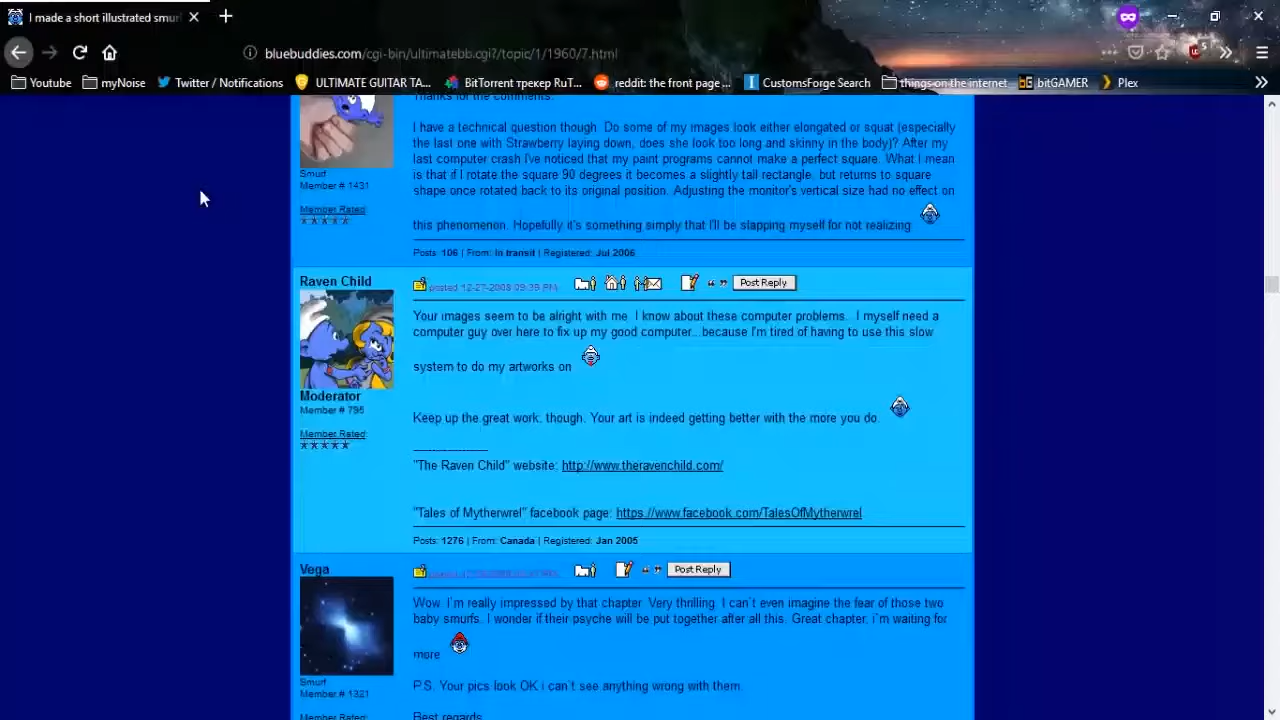 I made a short illustrated smur
bluebuddies.com/cgi-bin/ultimatebb.cgi?/topic/1/1960/7.html
Youtube myNoise Twitter / Notifications ULTIMATE GUITAR TA... BitTorrent трекер RuT... reddit: the front page ... CustomsForge Search things on the internet bitGAMER Plex
Thanks for the comments.
I have a technical question though. Do some of my images look either elongated or squat (especially
the last one with Strawberry laying down, does she look too long and skinny in the body)? After my
last computer crash I've noticed that my paint programs cannot make a perfect square. What I mean
is that if I rotate the square 90 degrees it becomes a slightly tall rectangle, but returns to square
shape once rotated back to its original position. Adjusting the monitor's vertical size had no effect on
this phenomenon. Hopefully it's something simply that I'll be slapping myself for not realizing
Smurf
Member # 1431
Member Rated:
Posts: 106 | From: In transit | Registered: Jul 2006
Raven Child
posted 12-27-2008 09:39 PM
Post Reply
Your images seem to be alright with me. I know about these computer problems.. I myself need a
computer guy over here to fix up my good computer... because I'm tired of having to use this slow
system to do my artworks on
Moderator
Member # 795
Member Rated:
Keep up the great work, though. Your art is indeed getting better with the more you do.
"The Raven Child" website: http://www.theravenchild.com/
"Tales of Mytherwrel" facebook page: https://www.facebook.com/TalesOfMytherwrel
Posts: 1276 | From: Canada | Registered: Jan 2005
Vega
Post Reply
Wow. I`m really impressed by that chapter. Very thrilling. I can`t even imagine the fear of those two
baby smurfs. I wonder if their psyche will be put together after all this. Great chapter, i`m waiting for
more
Smurf
Member # 1321
P.S. Your pics look OK i can`t see anything wrong with them.
Member Rated:
Best regards